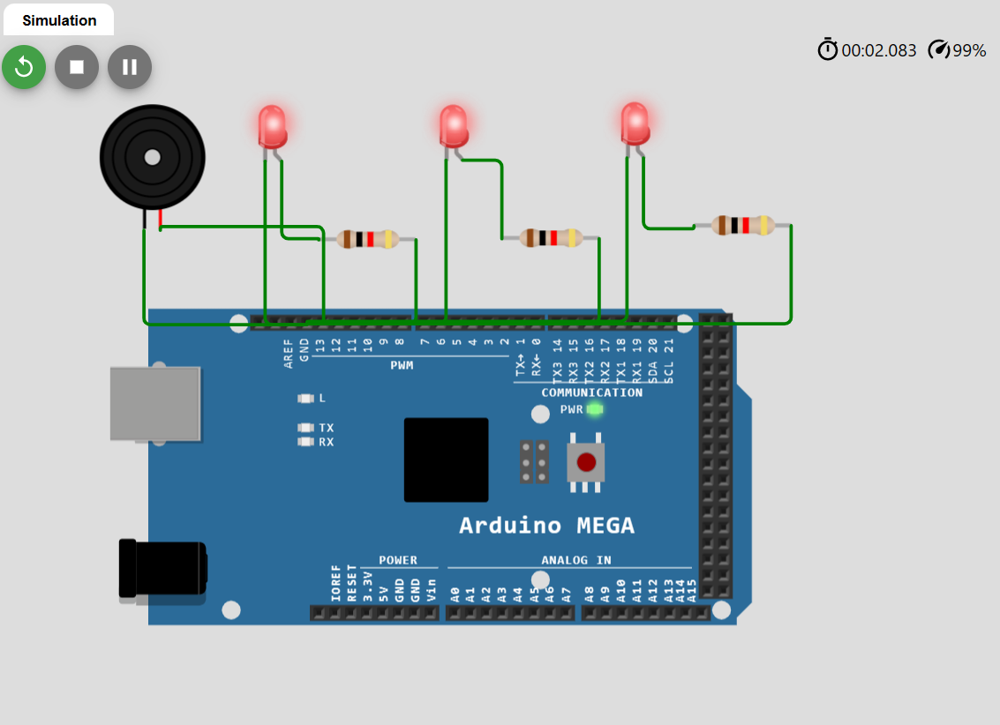 Simulation
00:02.083 99%
AREF
GND
13
12
11
10
9
8
7
6
5
4
3
2
TX→ 1
RX← 0
TX3 14
RX3 15
TX2 16
RX2 17
TX1 18
RX1 19
SDA 20
SCL 21
PWM
COMMUNICATION
L
PWR
TX
RX
Arduino MEGA
POWER
ANALOG IN
IOREF
RESET
3.3V
5V
GND
GND
Vin
A0
A1
A2
A3
A4
A5
A6
A7
A8
A9
A10
A11
A12
A13
A14
A15